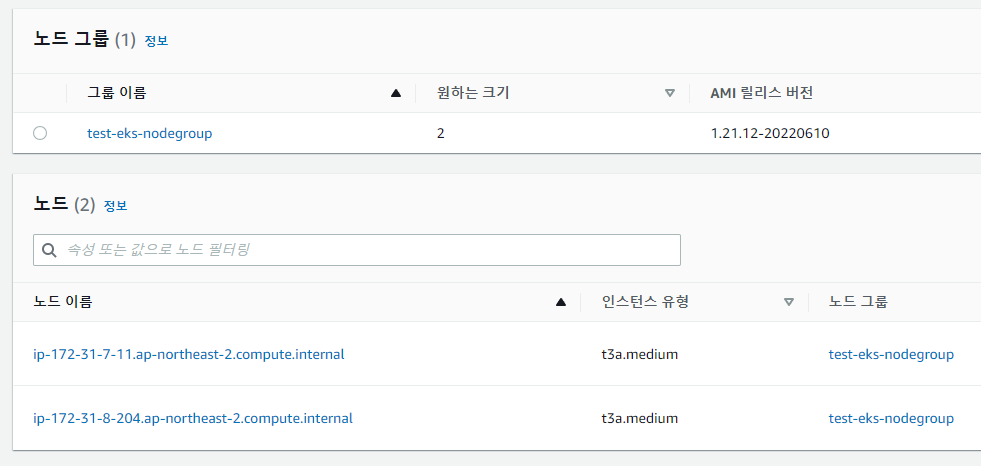 노드 그룹 (1) 정보
그룹 이름 원하는 크기 AMI 릴리스 버전
test-eks-nodegroup 2 1.21.12-20220610
노드 (2) 정보
속성 또는 값으로 노드 필터링
노드 이름 인스턴스 유형 노드 그룹
ip-172-31-7-11.ap-northeast-2.compute.internal t3a.medium test-eks-nodegroup
ip-172-31-8-204.ap-northeast-2.compute.internal t3a.medium test-eks-nodegroup